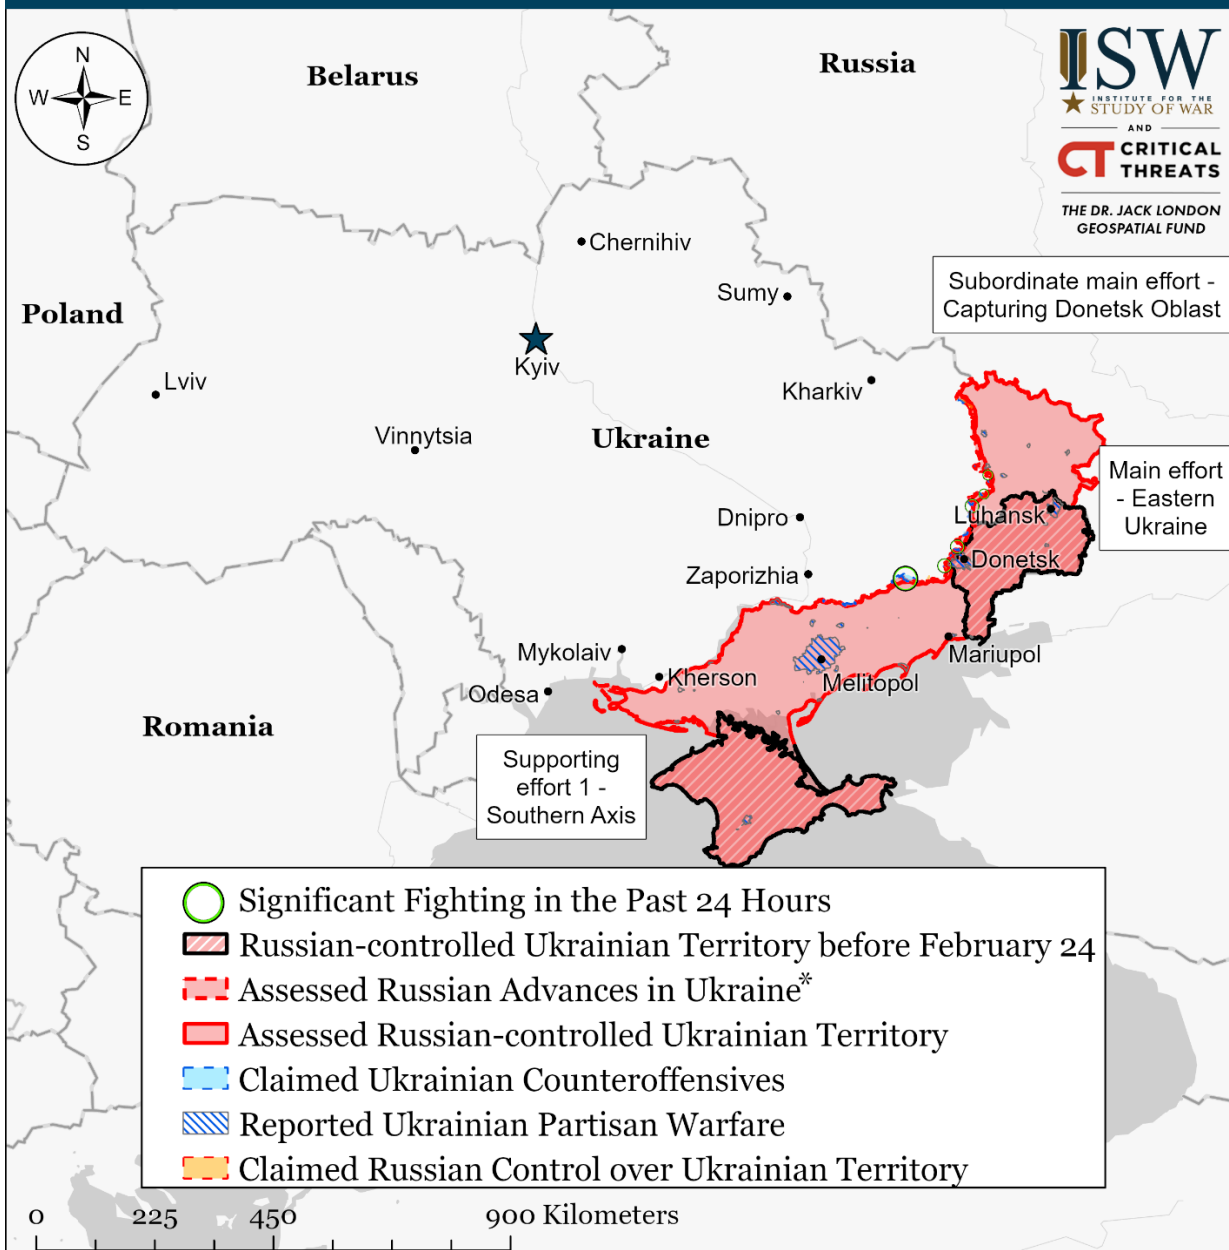 N
W
E
S
Belarus
Russia
ISW
INSTITUTE FOR THE
STUDY OF WAR
AND
CT CRITICAL
THREATS
THE DR. JACK LONDON
GEOSPATIAL FUND
Chernihiv
Subordinate main effort -
Capturing Donetsk Oblast
Sumy
Poland
Kyiv
Lviv
Kharkiv
Vinnytsia
Ukraine
Main effort
- Eastern
Ukraine
Dnipro
Luhansk
Donetsk
Zaporizhia
Mykolaiv
Mariupol
Kherson
Melitopol
Odesa
Romania
Supporting
effort 1 -
Southern Axis
Significant Fighting in the Past 24 Hours
Russian-controlled Ukrainian Territory before February 24
Assessed Russian Advances in Ukraine*
Assessed Russian-controlled Ukrainian Territory
Claimed Ukrainian Counteroffensives
Reported Ukrainian Partisan Warfare
Claimed Russian Control over Ukrainian Territory
0 225 450 900 Kilometers